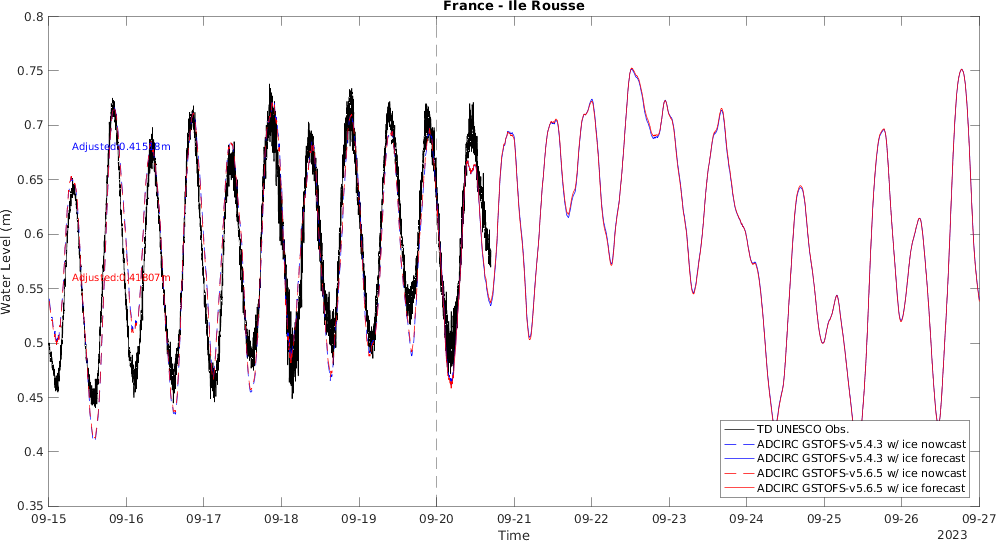 France - Ile Rousse
0.8
0.75
0.7
0.65
0.6
0.55
0.5
0.45
0.4
0.35
Water Level (m)
Adjusted:0.41807m
09-15
09-16
09-17
09-18
09-19
09-20
09-21
09-22
09-23
09-24
09-25
09-26
09-27
Time
2023
TD UNESCO Obs.
ADCIRC GSTOFS-v5.4.3 w/ ice nowcast
ADCIRC GSTOFS-v5.4.3 w/ ice forecast
ADCIRC GSTOFS-v5.6.5 w/ ice nowcast
ADCIRC GSTOFS-v5.6.5 w/ ice forecast